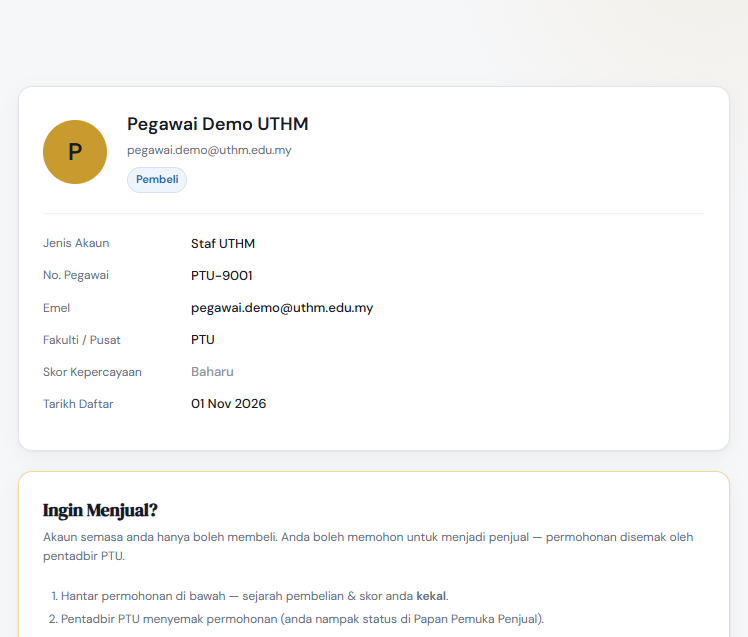 P
Pegawai Demo UTHM
pegawai.demo@uthm.edu.my
Pembeli
Jenis Akaun Staf UTHM
No. Pegawai PTU-9001
Emel pegawai.demo@uthm.edu.my
Fakulti / Pusat PTU
Skor Kepercayaan Baharu
Tarikh Daftar 01 Nov 2026
Ingin Menjual?
Akaun semasa anda hanya boleh membeli. Anda boleh memohon untuk menjadi penjual — permohonan disemak oleh
pentadbir PTU.
1. Hantar permohonan di bawah — sejarah pembelian & skor anda kekal.
2. Pentadbir PTU menyemak permohonan (anda nampak status di Papan Pemuka Penjual).